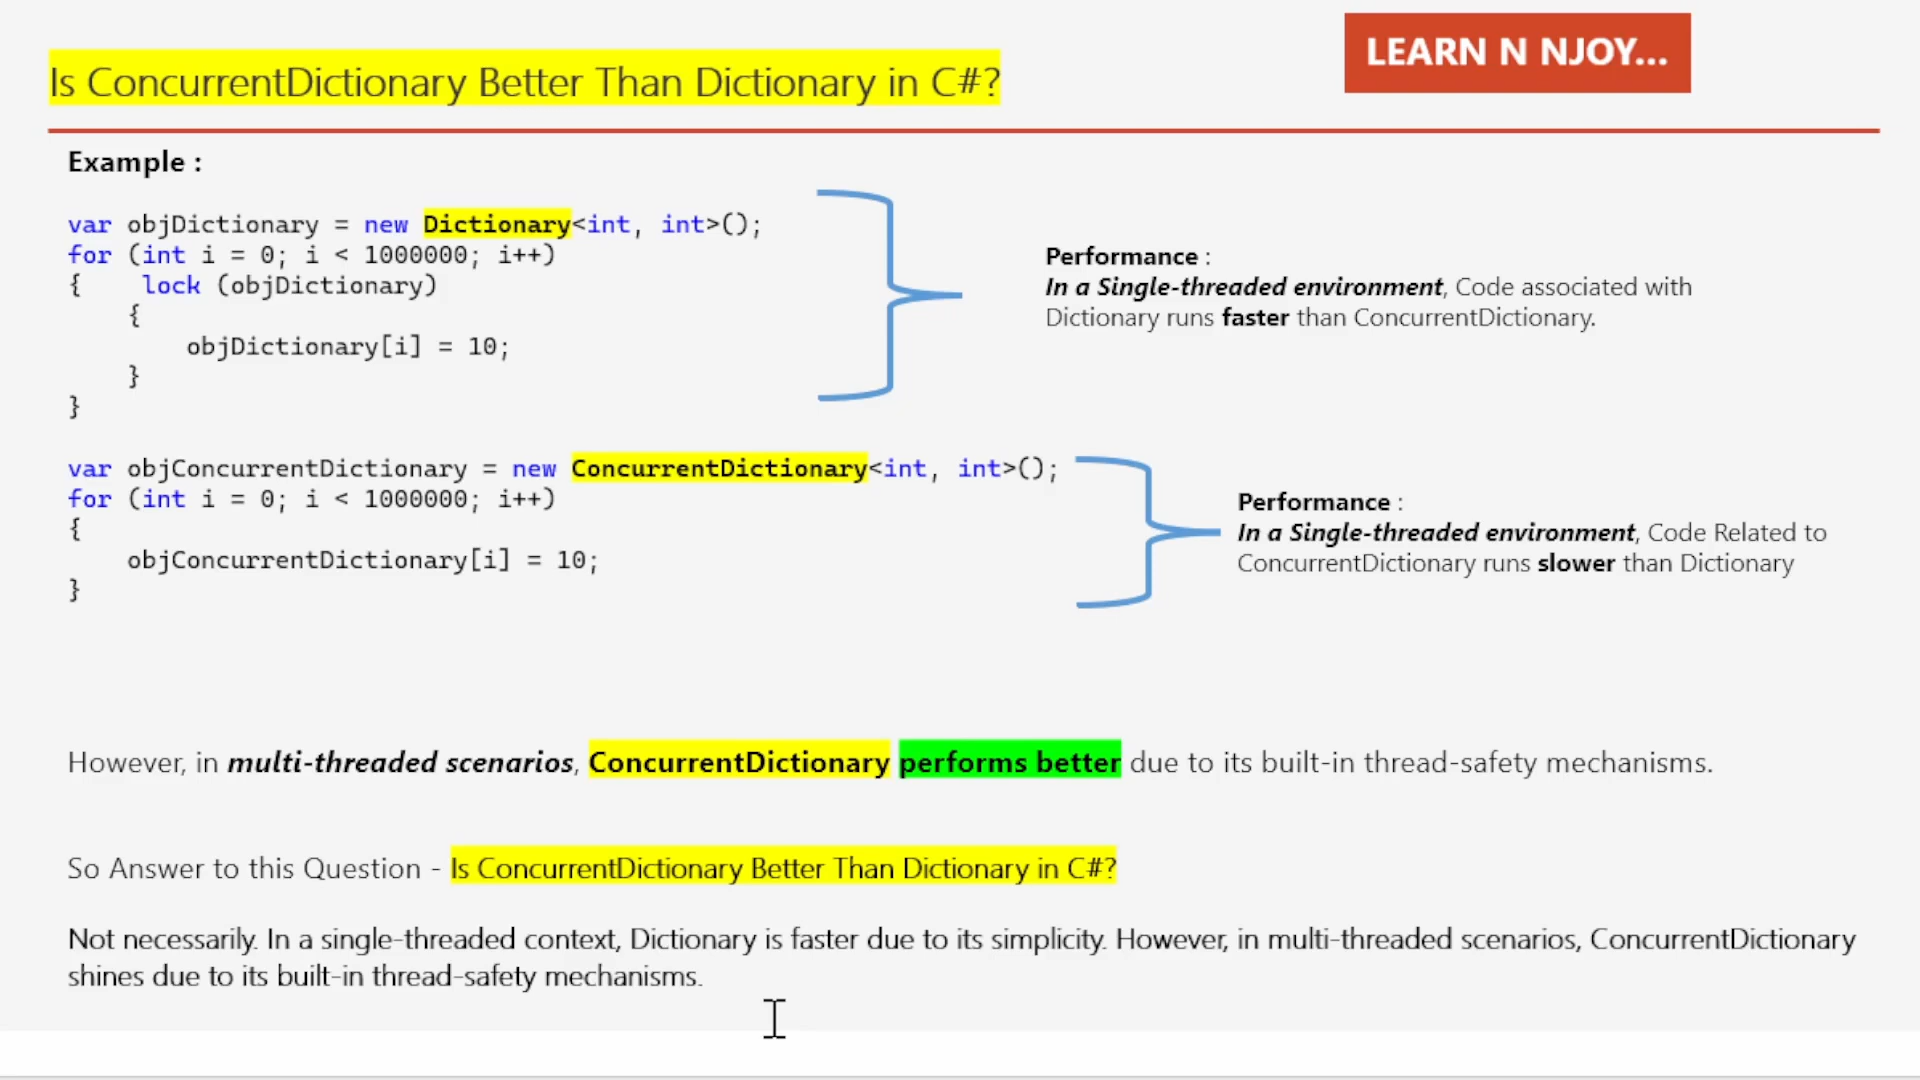 LEARN N NJOY...
Is ConcurrentDictionary Better Than Dictionary in C#?
Example :
var objDictionary = new Dictionary<int, int>();
for (int i = 0; i < 1000000; i++)
{    lock (objDictionary)
    {
        objDictionary[i] = 10;
    }
}
Performance :
In a Single-threaded environment, Code associated with
Dictionary runs faster than ConcurrentDictionary.
var objConcurrentDictionary = new ConcurrentDictionary<int, int>();
for (int i = 0; i < 1000000; i++)
{
    objConcurrentDictionary[i] = 10;
}
Performance :
In a Single-threaded environment, Code Related to
ConcurrentDictionary runs slower than Dictionary
However, in multi-threaded scenarios, ConcurrentDictionary performs better due to its built-in thread-safety mechanisms.
So Answer to this Question - Is ConcurrentDictionary Better Than Dictionary in C#?
Not necessarily. In a single-threaded context, Dictionary is faster due to its simplicity. However, in multi-threaded scenarios, ConcurrentDictionary
shines due to its built-in thread-safety mechanisms.